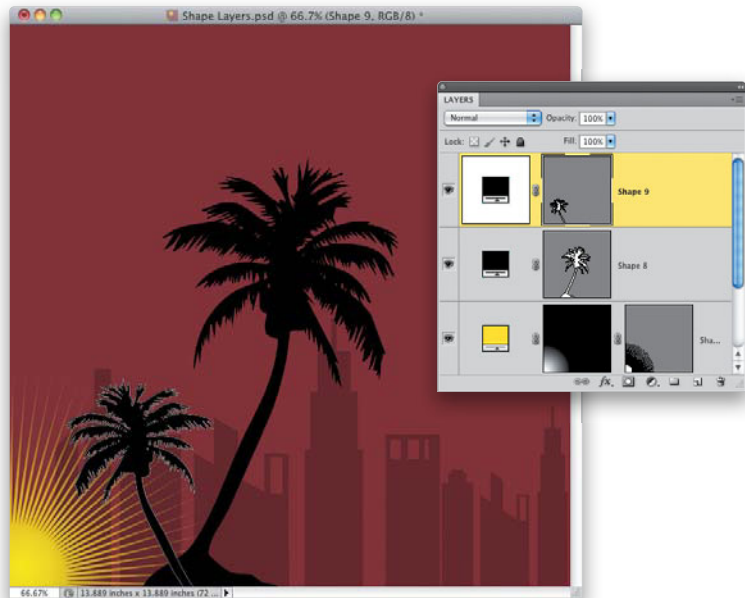 Shape Layers.psd @ 66.7% (Shape 9, RGB/8) *
LAYERS
Normal Opacity: 100%
Lock: Fill: 100%
Shape 9
Shape 8
Sha...
fx
66.67% 13.889 inches x 13.889 inches (72 ...